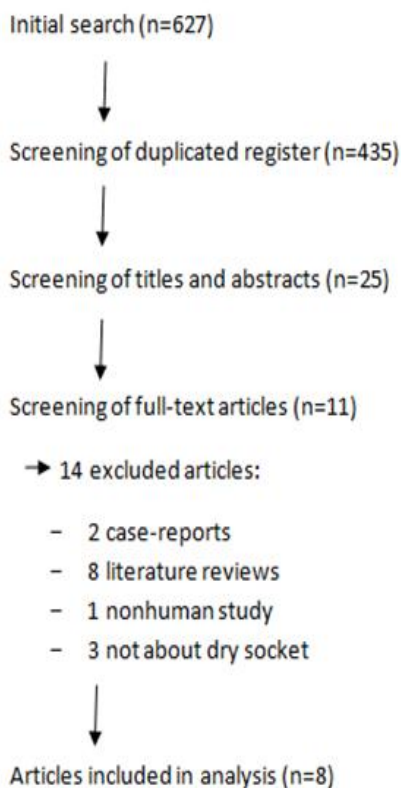 Initial search (n=627)
Screening of duplicated register (n=435)
Screening of titles and abstracts (n=25)
Screening of full-text articles (n=11)
14 excluded articles:
- 2 case-reports
- 8 literature reviews
- 1 nonhuman study
- 3 not about dry socket
Articles included in analysis (n=8)